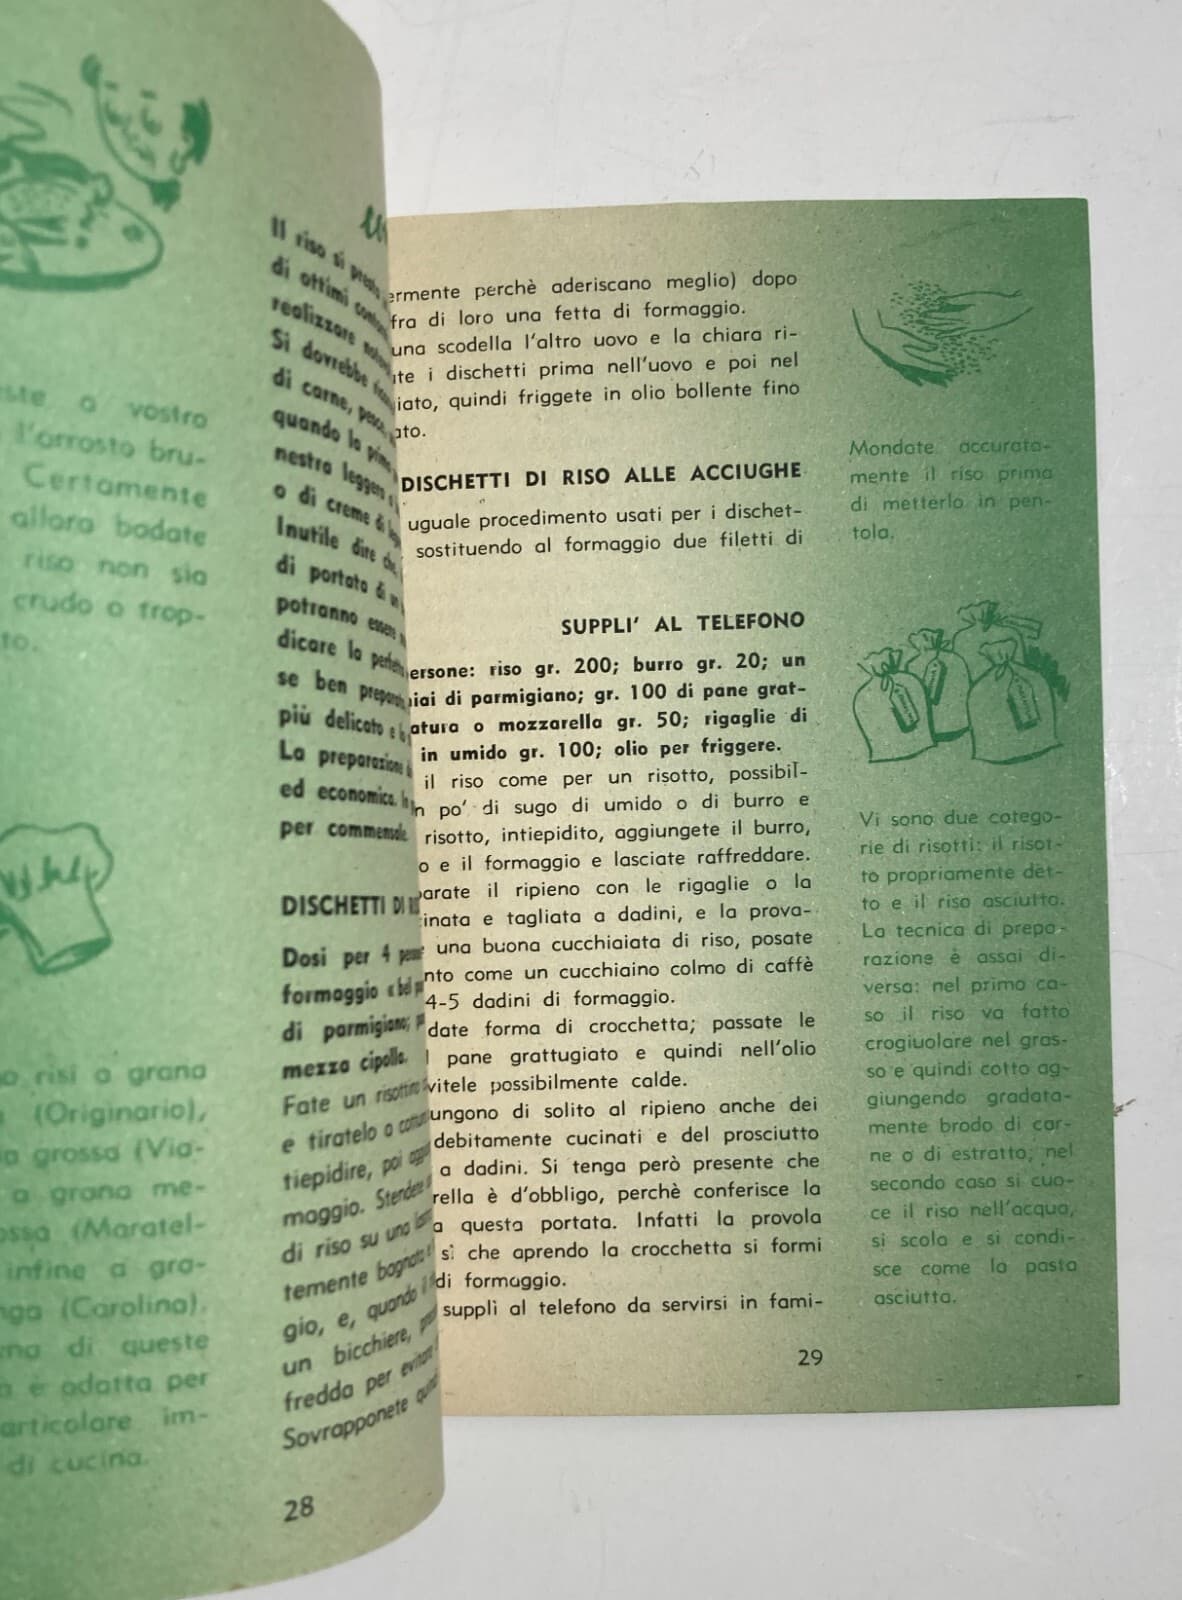 ste a vostro
l'arrosto bru-
Certamente
allora badate
riso non sia
crudo o trop-
to.
risi a grana
(Originario),
grossa (Via-
a grana me-
ossa (Maratel-
infine a gra-
nga (Carolina).
na di queste
è adatta per
articolare im-
di cucina.
Il riso si presta
di ottimi
realizzare
Si dovrebbe
di carne, pesce,
quando la prima
nestra leggera
o di creme di
Inutile dire che,
di portata di un
potranno essere
dicare la
se ben
più delicato e
La preparazione
ed economica. In
per commensale.
DISCHETTI DI
Dosi per 4
formaggio « bel
di parmigiano;
mezza cipolla.
Fate un risottino
e tiratelo a
tiepidire, poi
maggio. Stendete
di riso su una
temente bagnato
gio, e, quando il
un bicchiere,
fredda per evitare
Sovrapponete
28
ermente perchè aderiscano meglio) dopo
fra di loro una fetta di formaggio.
una scodella l'altro uovo e la chiara ri-
te i dischetti prima nell'uovo e poi nel
iato, quindi friggete in olio bollente fino
ato.
DISCHETTI DI RISO ALLE ACCIUGHE
uguale procedimento usati per i dischet-
sostituendo al formaggio due filetti di
SUPPLI' AL TELEFONO
ersone: riso gr. 200; burro gr. 20; un
iai di parmigiano; gr. 100 di pane grat-
atura o mozzarella gr. 50; rigaglie di
in umido gr. 100; olio per friggere.
il riso come per un risotto, possibil-
n po' di sugo di umido o di burro e
risotto, intiepidito, aggiungete il burro,
o e il formaggio e lasciate raffreddare.
parate il ripieno con le rigaglie o la
inata e tagliata a dadini, e la prova-
una buona cucchiaiata di riso, posate
nto come un cucchiaino colmo di caffè
4-5 dadini di formaggio.
date forma di crocchetta; passate le
l pane grattugiato e quindi nell'olio
vitele possibilmente calde.
ungono di solito al ripieno anche dei
debitamente cucinati e del prosciutto
a dadini. Si tenga però presente che
rella è d'obbligo, perchè conferisce la
a questa portata. Infatti la provola
sì che aprendo la crocchetta si formi
di formaggio.
supplì al telefono da servirsi in fami-
29
Mondate accurata-
mente il riso prima
di metterlo in pen-
tola.
Vi sono due catego-
rie di risotti: il risot-
to propriamente det-
to e il riso asciutto.
La tecnica di prepa-
razione è assai di-
versa: nel primo ca-
so il riso va fatto
crogiuolare nel gras-
so e quindi cotto ag-
giungendo gradata-
mente brodo di car-
ne o di estratto; nel
secondo caso si cuo-
ce il riso nell'acqua,
si scola e si condi-
sce come la pasta
asciutta.